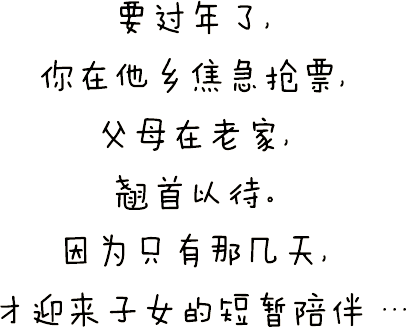 要过年了,
你在他乡焦急抢票,
父母在老家,
翘首以待。
因为只有那几天,
才迎来子女的短暂陪伴…